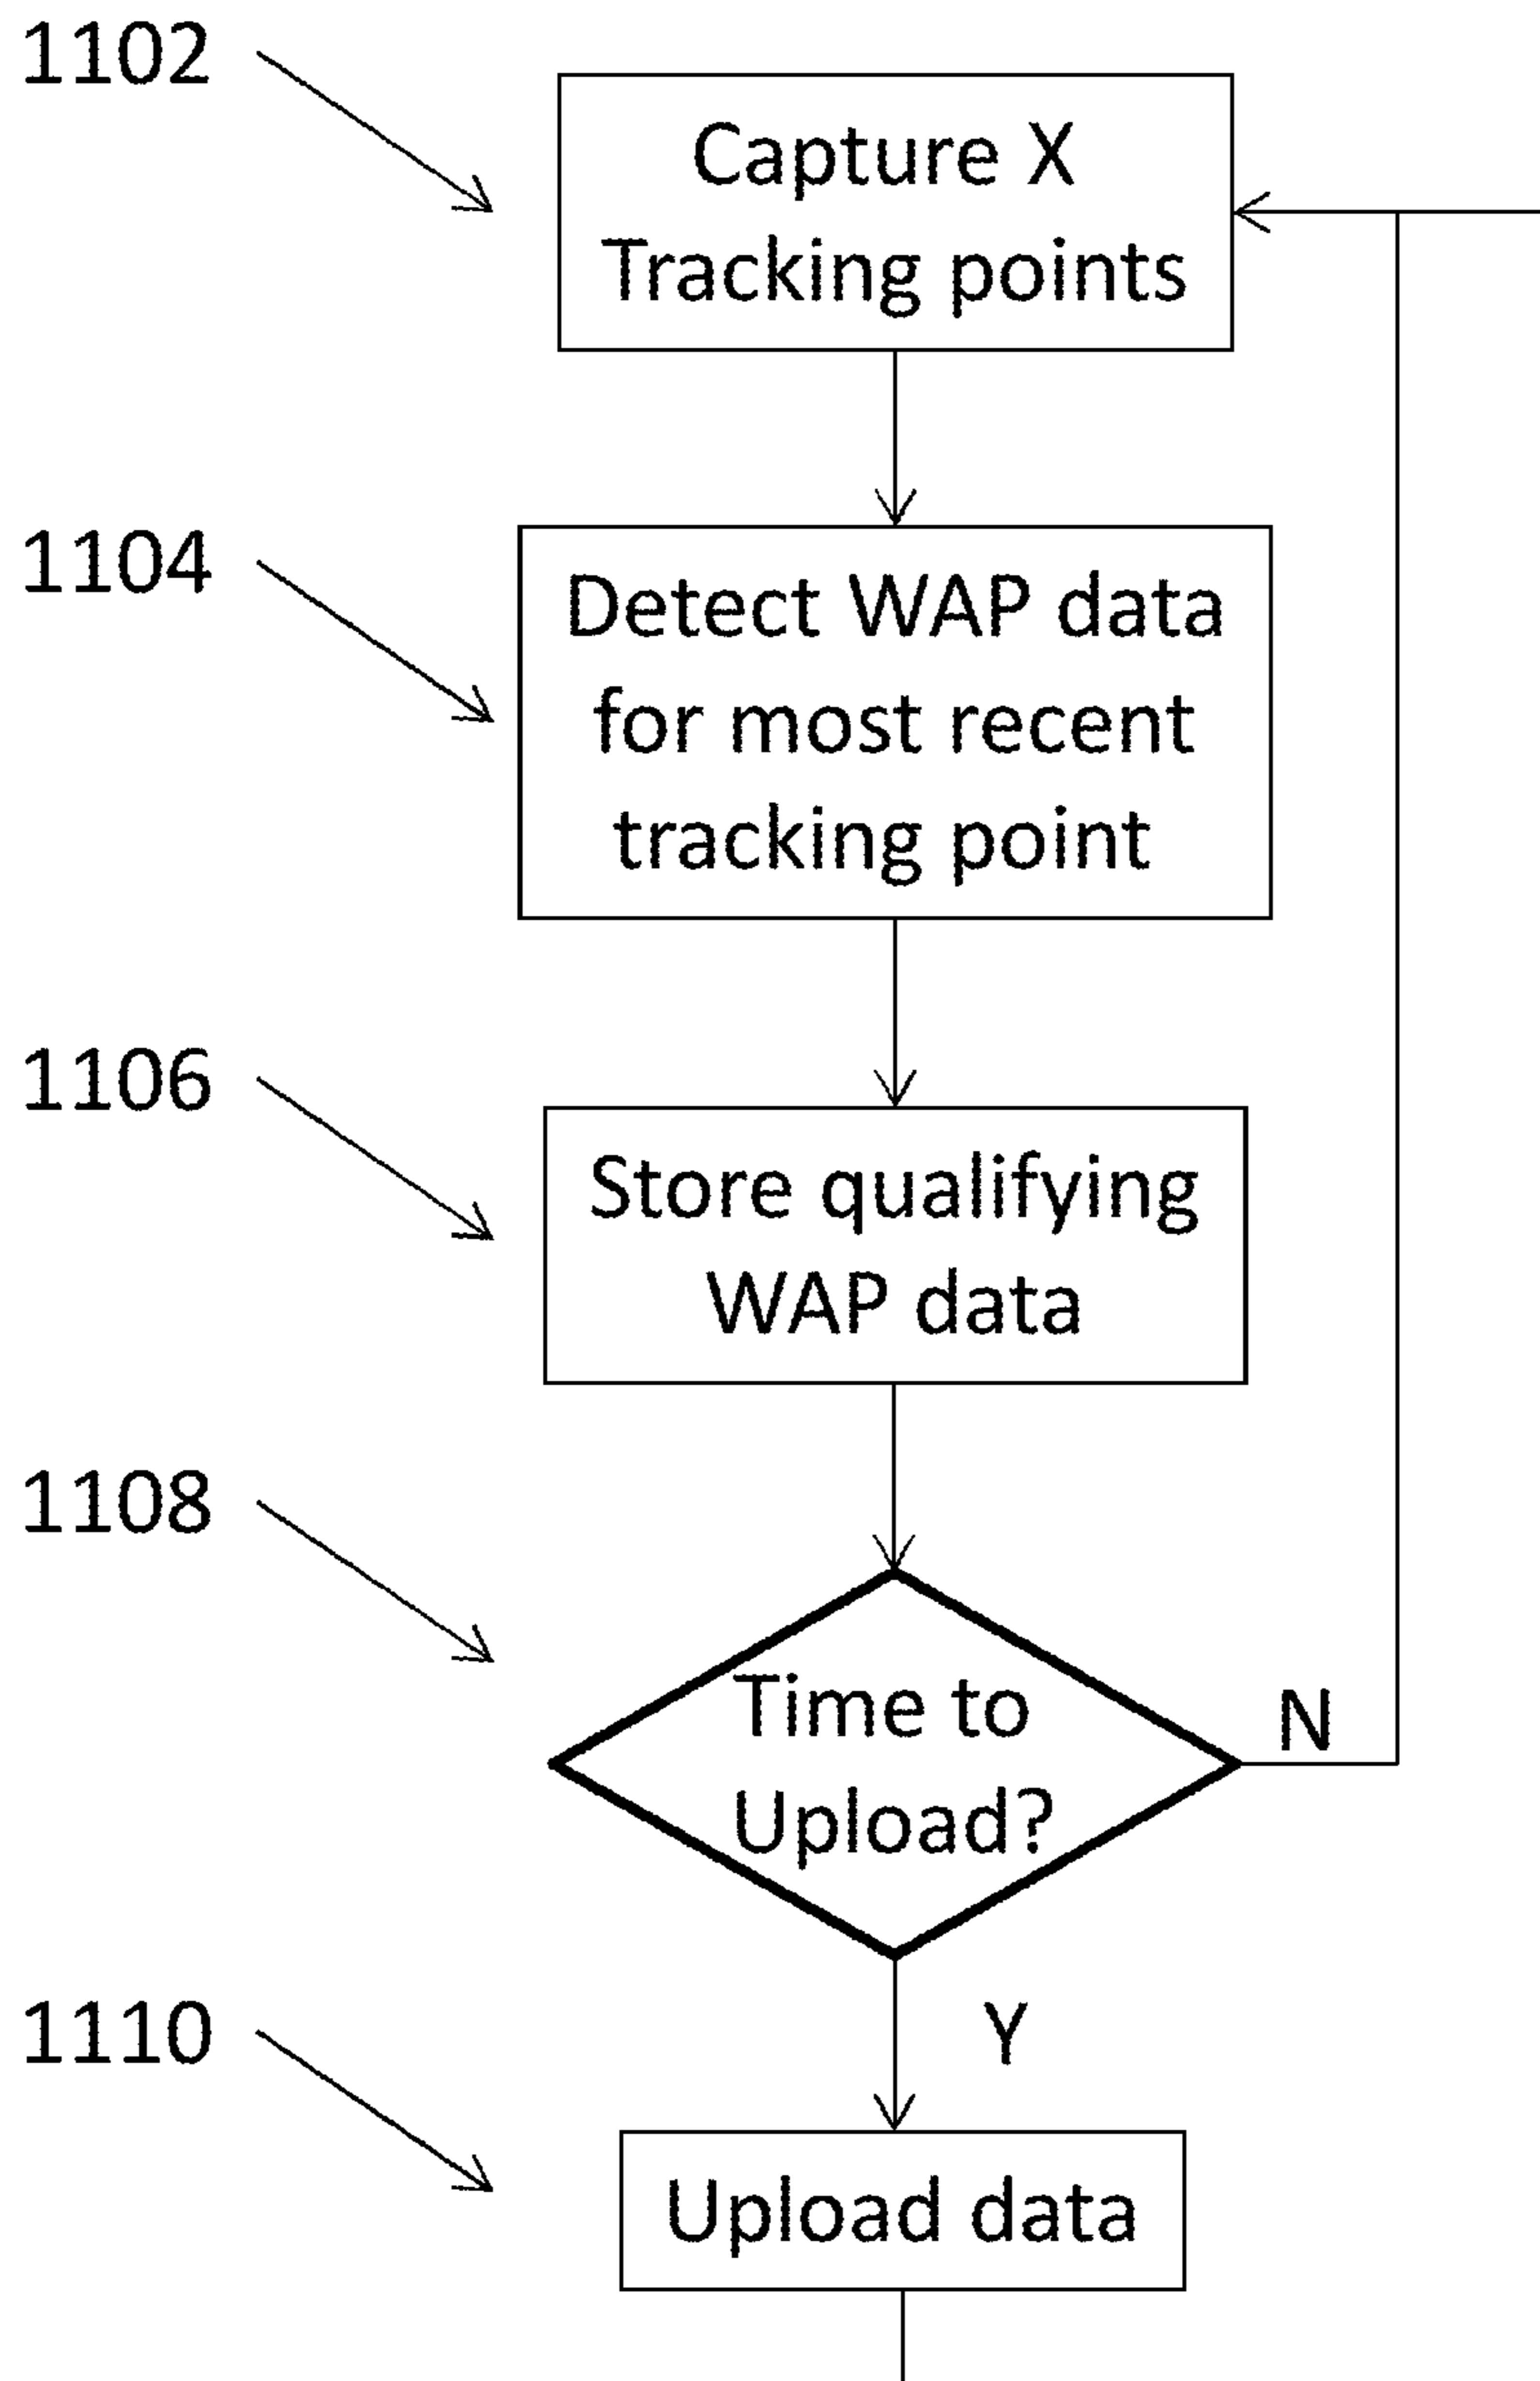 1102
Capture X
Tracking points
1104
Detect WAP data
for most recent
tracking point
1106
Store qualifying
WAP data
1108
Time to
Upload?
N
Y
1110
Upload data